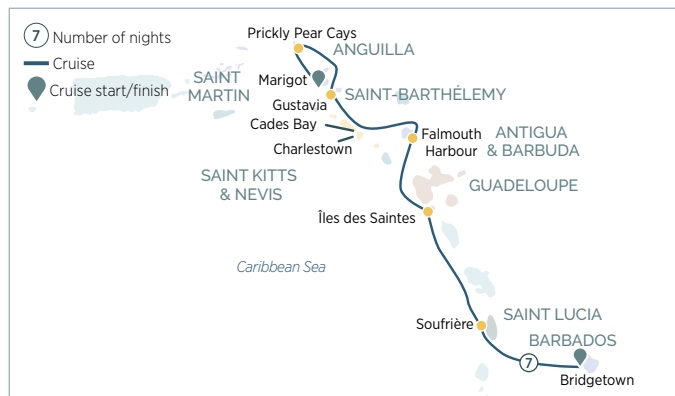 7 Number of nights
Cruise
Cruise start/finish
Prickly Pear Cays
ANGUILLA
SAINT
MARTIN
Marigot
Gustavia
SAINT-BARTHÉLEMY
Cades Bay
Charlestown
Falmouth
Harbour
ANTIGUA
& BARBUDA
SAINT KITTS
& NEVIS
GUADELOUPE
Îles des Saintes
Caribbean Sea
Soufrière
SAINT LUCIA
BARBADOS
7
Bridgetown